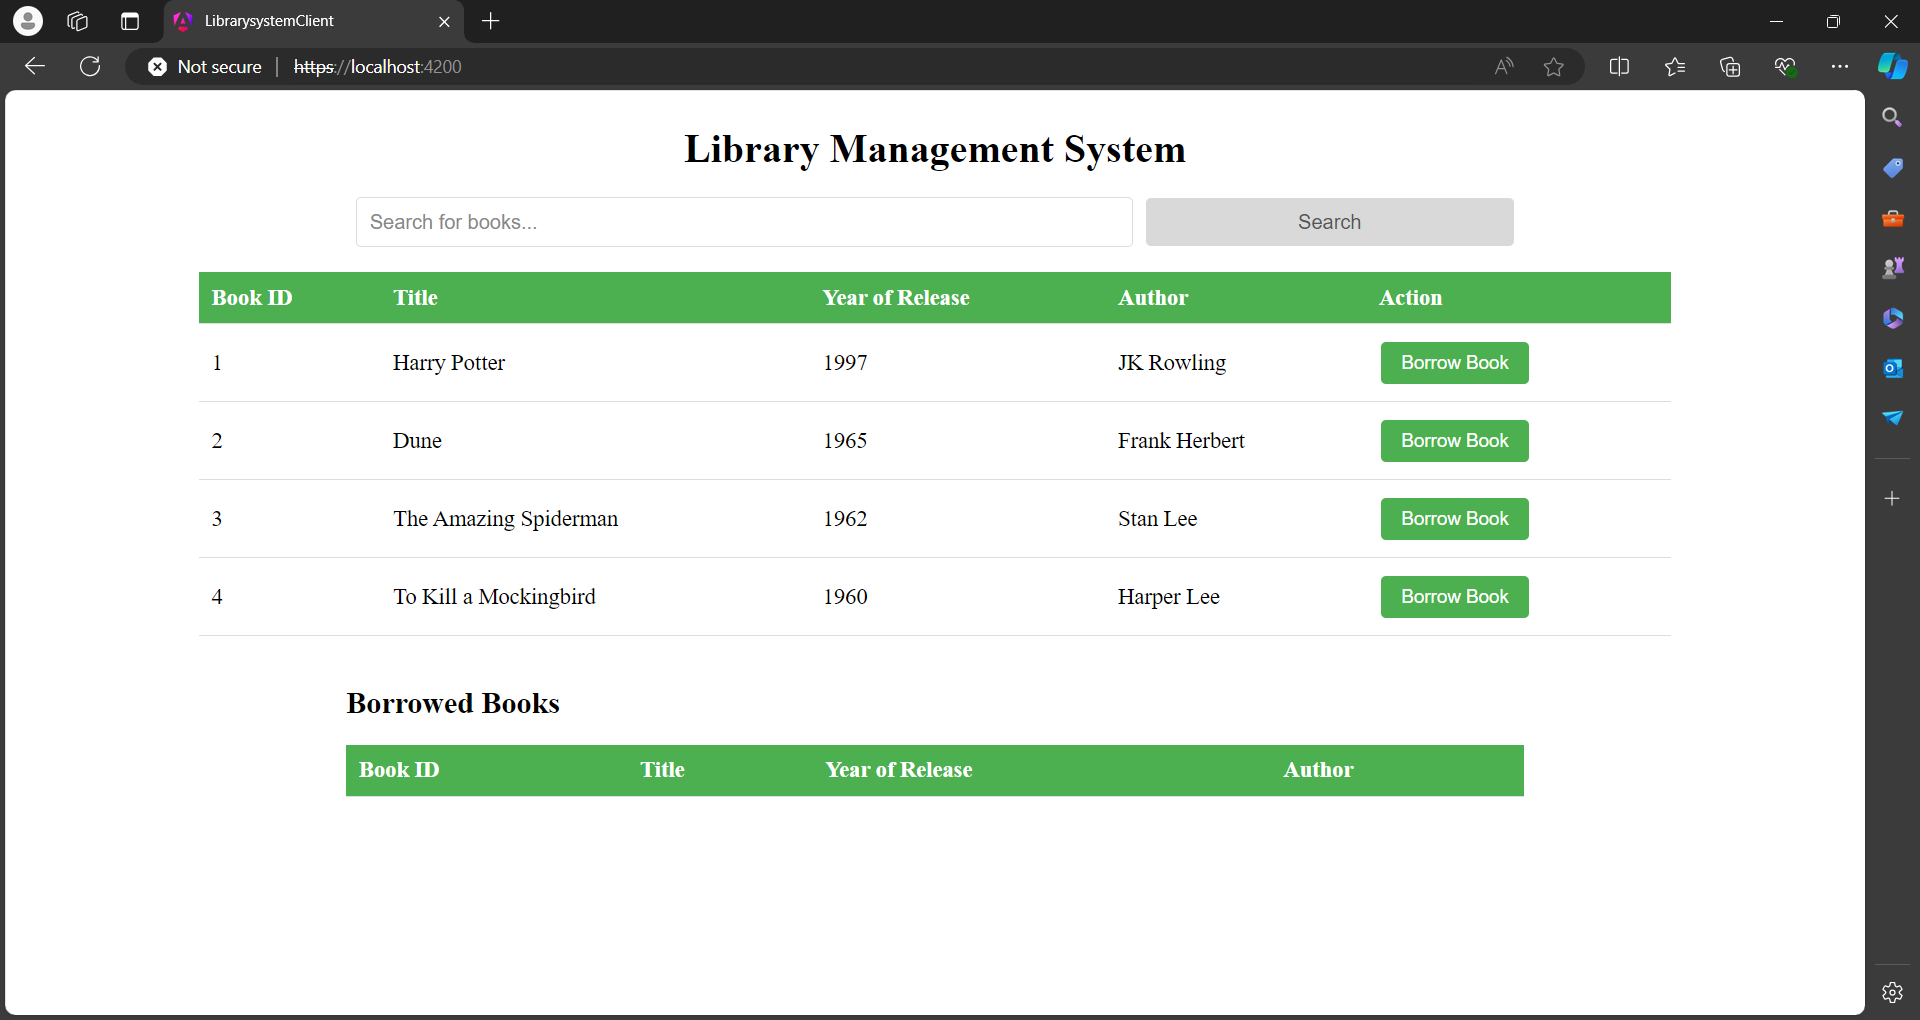 LibrarysystemClient
Not secure https://localhost:4200
Library Management System
Search for books... Search
Book ID Title Year of Release Author Action
1 Harry Potter 1997 JK Rowling Borrow Book
2 Dune 1965 Frank Herbert Borrow Book
3 The Amazing Spiderman 1962 Stan Lee Borrow Book
4 To Kill a Mockingbird 1960 Harper Lee Borrow Book
Borrowed Books
Book ID Title Year of Release Author